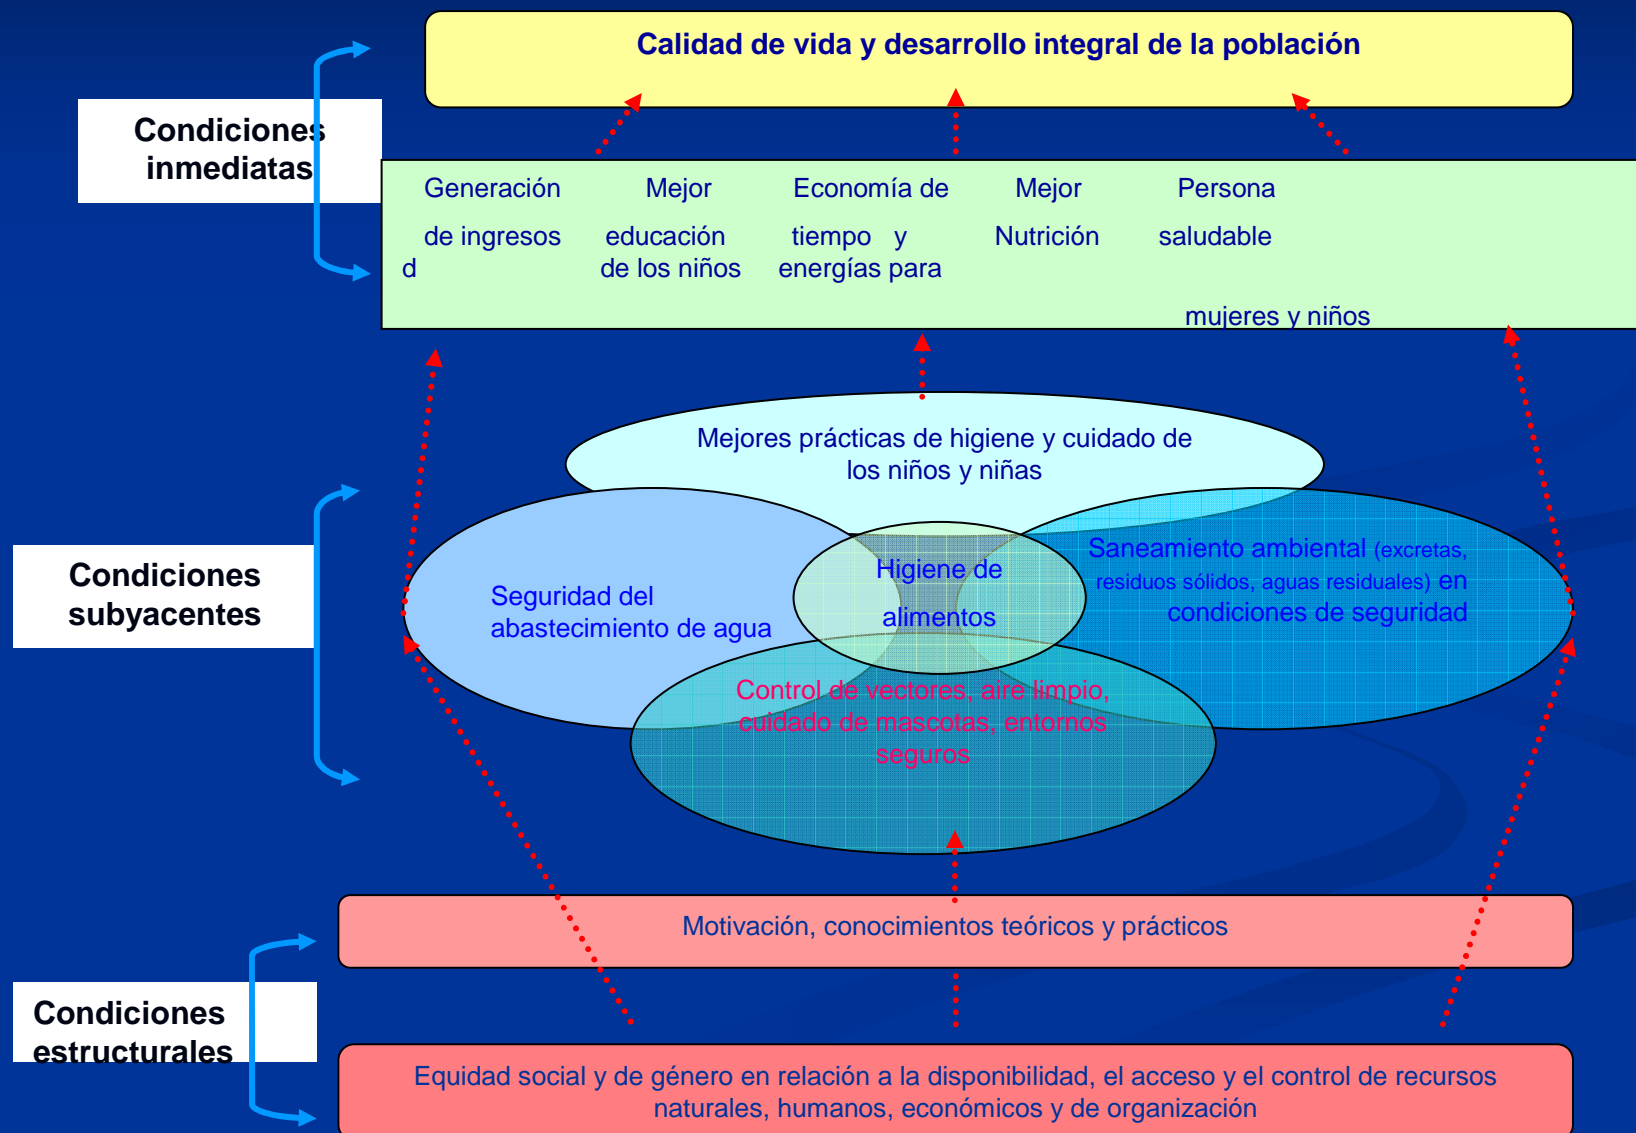 Calidad de vida y desarrollo integral de la población
Condiciones
inmediatas
Generación Mejor Economía de Mejor Persona
de ingresos educación tiempo y Nutrición saludable
d de los niños energías para
mujeres y niños
Mejores prácticas de higiene y cuidado de
los niños y niñas
Condiciones
subyacentes
Seguridad del
abastecimiento de agua
Higiene de
alimentos
Saneamiento ambiental (excretas,
residuos sólidos, aguas residuales) en
condiciones de seguridad
Control de vectores, aire limpio,
cuidado de mascotas, entornos
seguros
Motivación, conocimientos teóricos y prácticos
Condiciones
estructurales
Equidad social y de género en relación a la disponibilidad, el acceso y el control de recursos
naturales, humanos, económicos y de organización